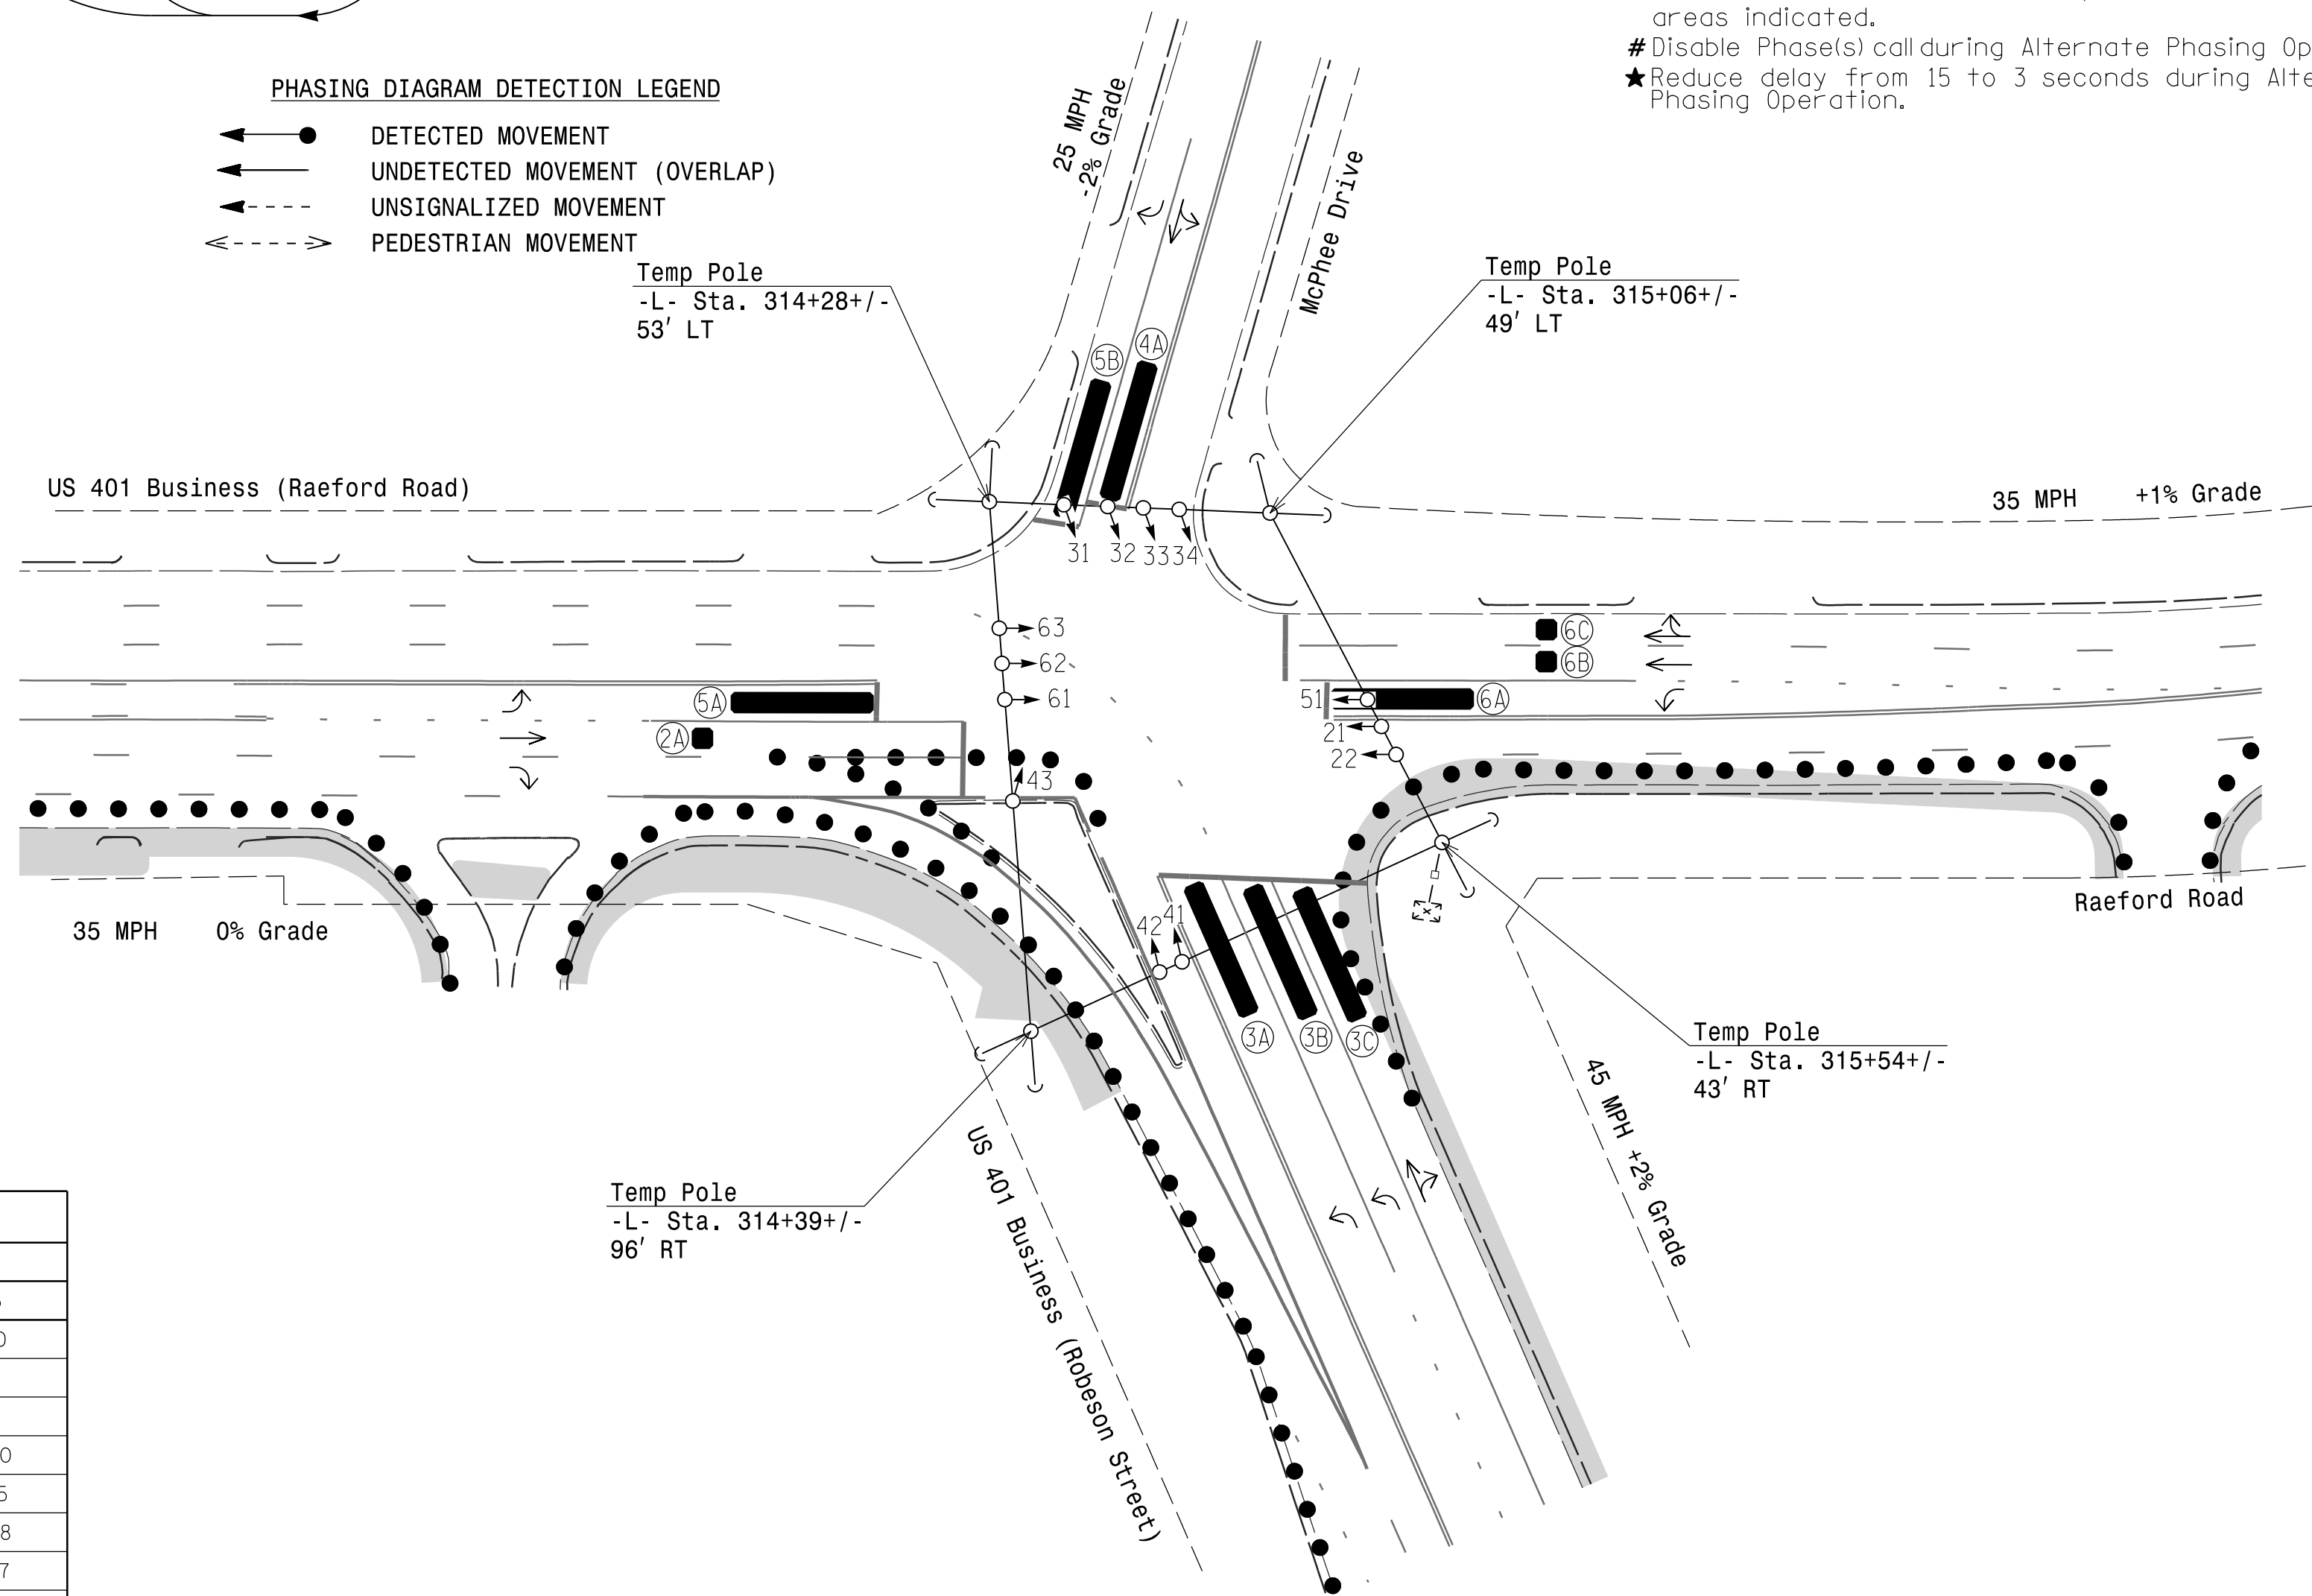 areas indicated.
# Disable Phase(s) call during Alternate Phasing Op
★ Reduce delay from 15 to 3 seconds during Alte
Phasing Operation.
PHASING DIAGRAM DETECTION LEGEND
DETECTED MOVEMENT
UNDETECTED MOVEMENT (OVERLAP)
UNSIGNALIZED MOVEMENT
PEDESTRIAN MOVEMENT
25 MPH
-2% Grade
McPhee Drive
Temp Pole
-L- Sta. 314+28+/-
53' LT
Temp Pole
-L- Sta. 315+06+/-
49' LT
5B
4A
US 401 Business (Raeford Road)
35 MPH +1% Grade
31
32
33
34
63
62
61
6C
6B
6A
5A
2A
51
21
22
43
42
41
3A
3B
3C
35 MPH 0% Grade
Raeford Road
Temp Pole
-L- Sta. 315+54+/-
43' RT
45 MPH +2% Grade
Temp Pole
-L- Sta. 314+39+/-
96' RT
US 401 Business (Robeson Street)
0
0
5
8
7